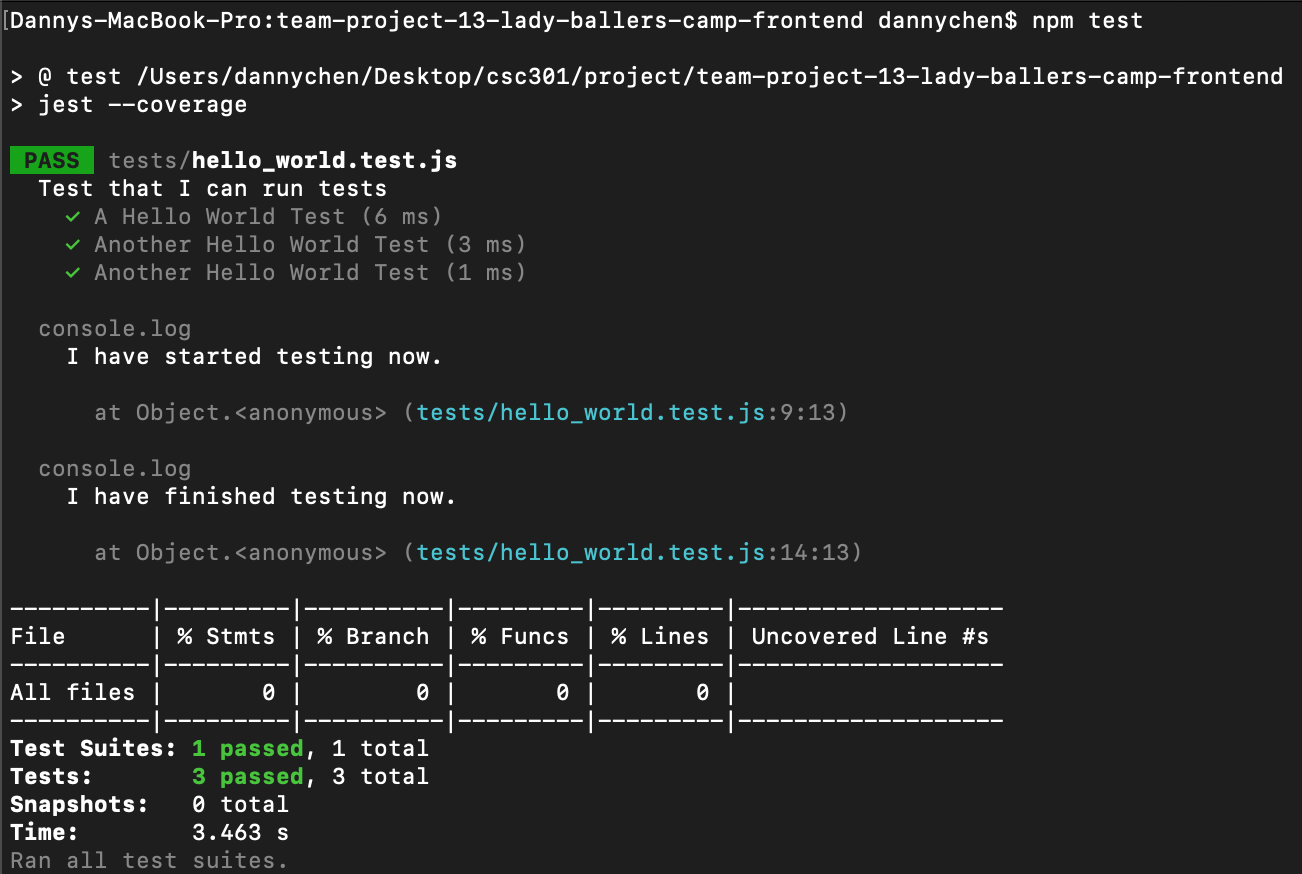 [Dannys-MacBook-Pro:team-project-13-lady-ballers-camp-frontend dannychen$ npm test
> @ test /Users/dannychen/Desktop/csc301/project/team-project-13-lady-ballers-camp-frontend
> jest --coverage
PASS tests/hello_world.test.js
Test that I can run tests
✓ A Hello World Test (6 ms)
✓ Another Hello World Test (3 ms)
✓ Another Hello World Test (1 ms)
console.log
I have started testing now.
at Object.<anonymous> (tests/hello_world.test.js:9:13)
console.log
I have finished testing now.
at Object.<anonymous> (tests/hello_world.test.js:14:13)
----------|---------|----------|---------|---------|-------------------
File      | % Stmts | % Branch | % Funcs | % Lines | Uncovered Line #s
----------|---------|----------|---------|---------|-------------------
All files |       0 |        0 |       0 |       0 |
----------|---------|----------|---------|---------|-------------------
Test Suites: 1 passed, 1 total
Tests:       3 passed, 3 total
Snapshots:   0 total
Time:        3.463 s
Ran all test suites.